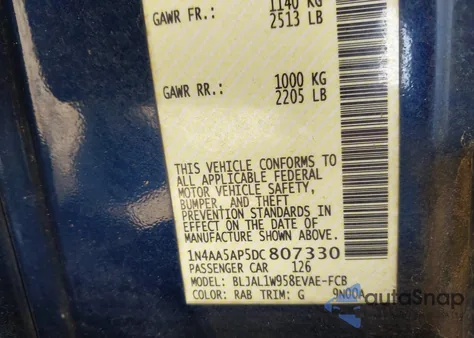 GAWR FR.: 1140 KG
2513 LB
GAWR RR.: 1000 KG
2205 LB
THIS VEHICLE CONFORMS TO
ALL APPLICABLE FEDERAL
MOTOR VEHICLE SAFETY,
BUMPER, AND THEFT
PREVENTION STANDARDS IN
EFFECT ON THE DATE OF
MANUFACTURE SHOWN ABOVE.
1N4AA5AP5DC807330
PASSENGER CAR 126
MODEL: BLJAL1W958EVAE-FCB
COLOR: RAB TRIM: G 9N00A
AutoSnap